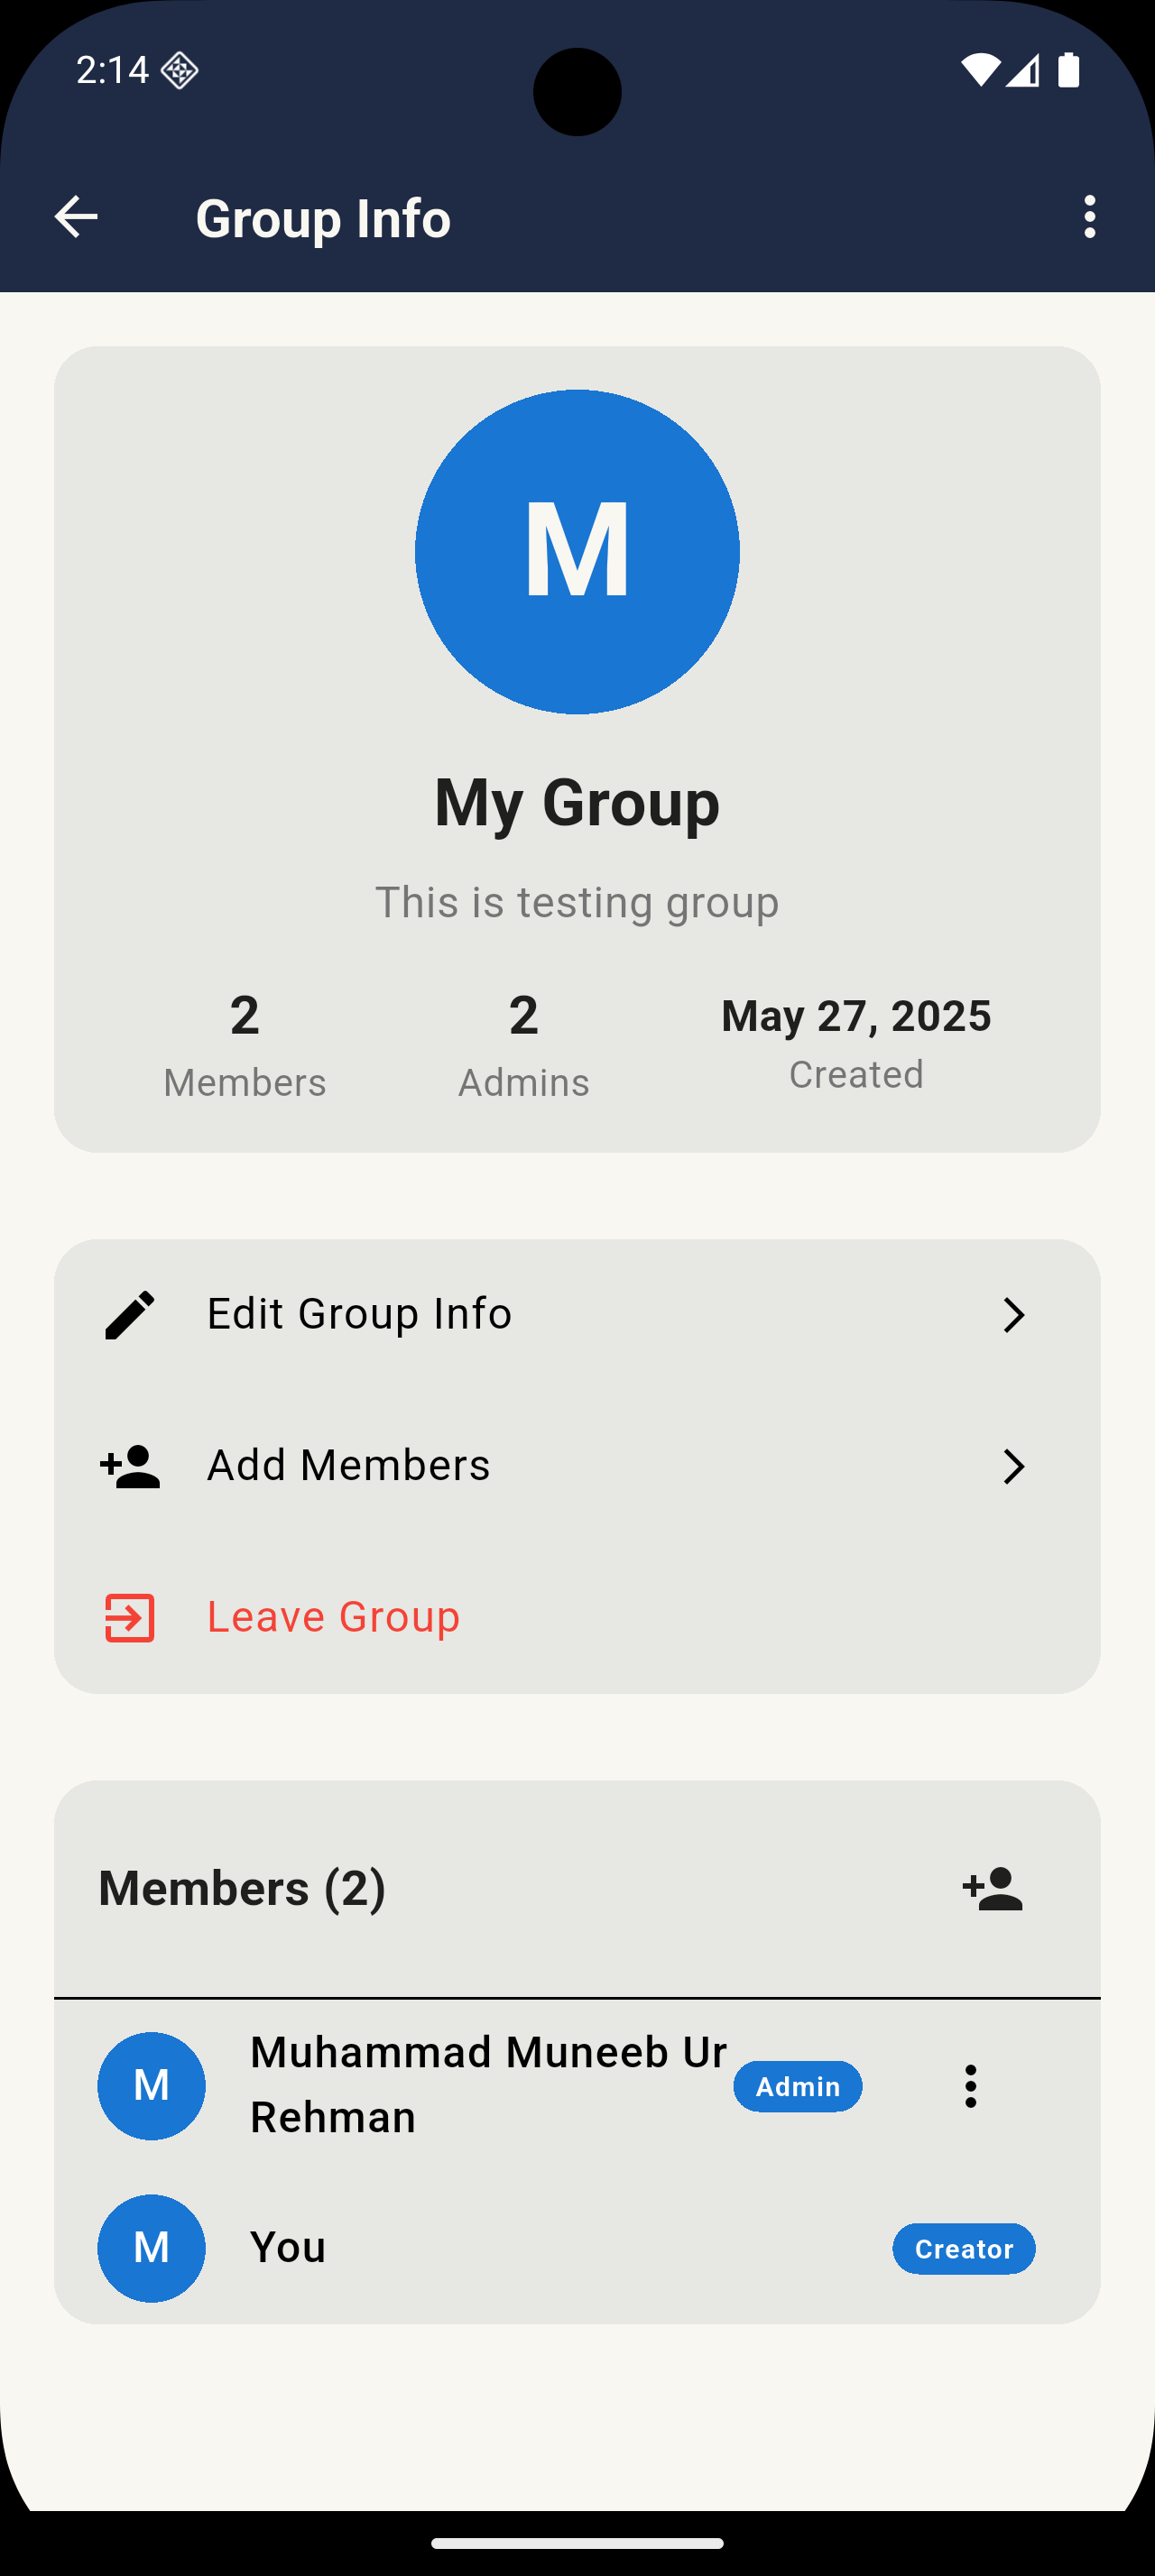 2:14
Group Info
M
My Group
This is testing group
2 2 May 27, 2025
Members Admins Created
Edit Group Info
Add Members
Leave Group
Members (2)
M Muhammad Muneeb Ur
Rehman Admin
M You Creator